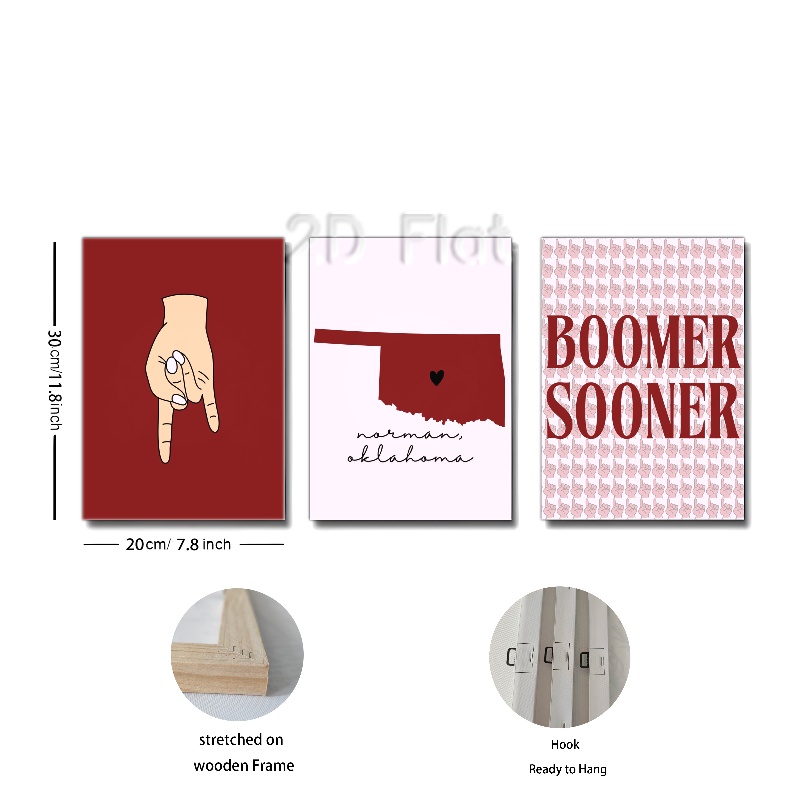 2D Flat
30cm/11.8inch
norman,
oklahoma
BOOMER
SOONER
20cm/ 7.8 inch
stretched on
wooden Frame
Hook
Ready to Hang